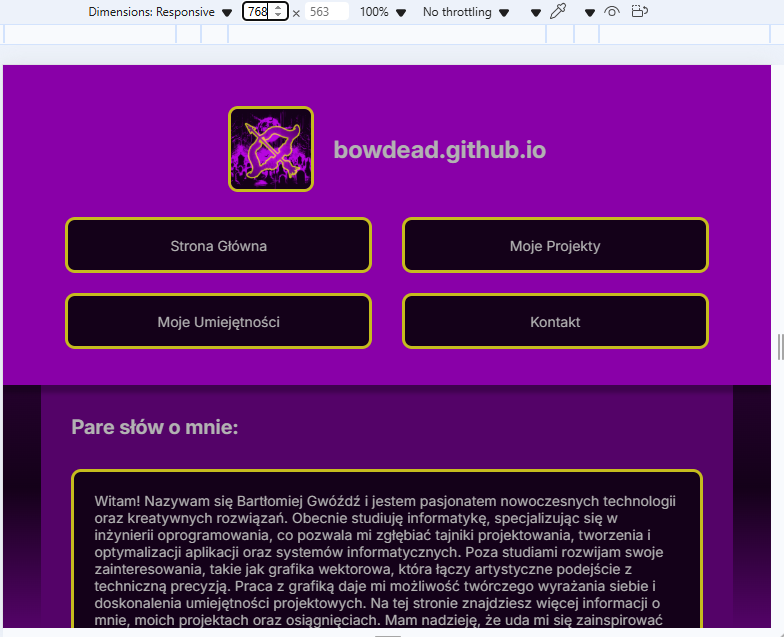 Dimensions: Responsive 768 × 563 100% No throttling
bowdead.github.io
Strona Główna Moje Projekty
Moje Umiejętności Kontakt
Pare słów o mnie:
Witam! Nazywam się Bartłomiej Gwóźdź i jestem pasjonatem nowoczesnych technologii
oraz kreatywnych rozwiązań. Obecnie studiuję informatykę, specjalizując się w
inżynierii oprogramowania, co pozwala mi zgłębiać tajniki projektowania, tworzenia i
optymalizacji aplikacji oraz systemów informatycznych. Poza studiami rozwijam swoje
zainteresowania, takie jak grafika wektorowa, która łączy artystyczne podejście z
techniczną precyzją. Praca z grafiką daje mi możliwość twórczego wyrażania siebie i
doskonalenia umiejętności projektowych. Na tej stronie znajdziesz więcej informacji o
mnie, moich projektach oraz osiągnięciach. Mam nadzieję, że uda mi się zainspirować